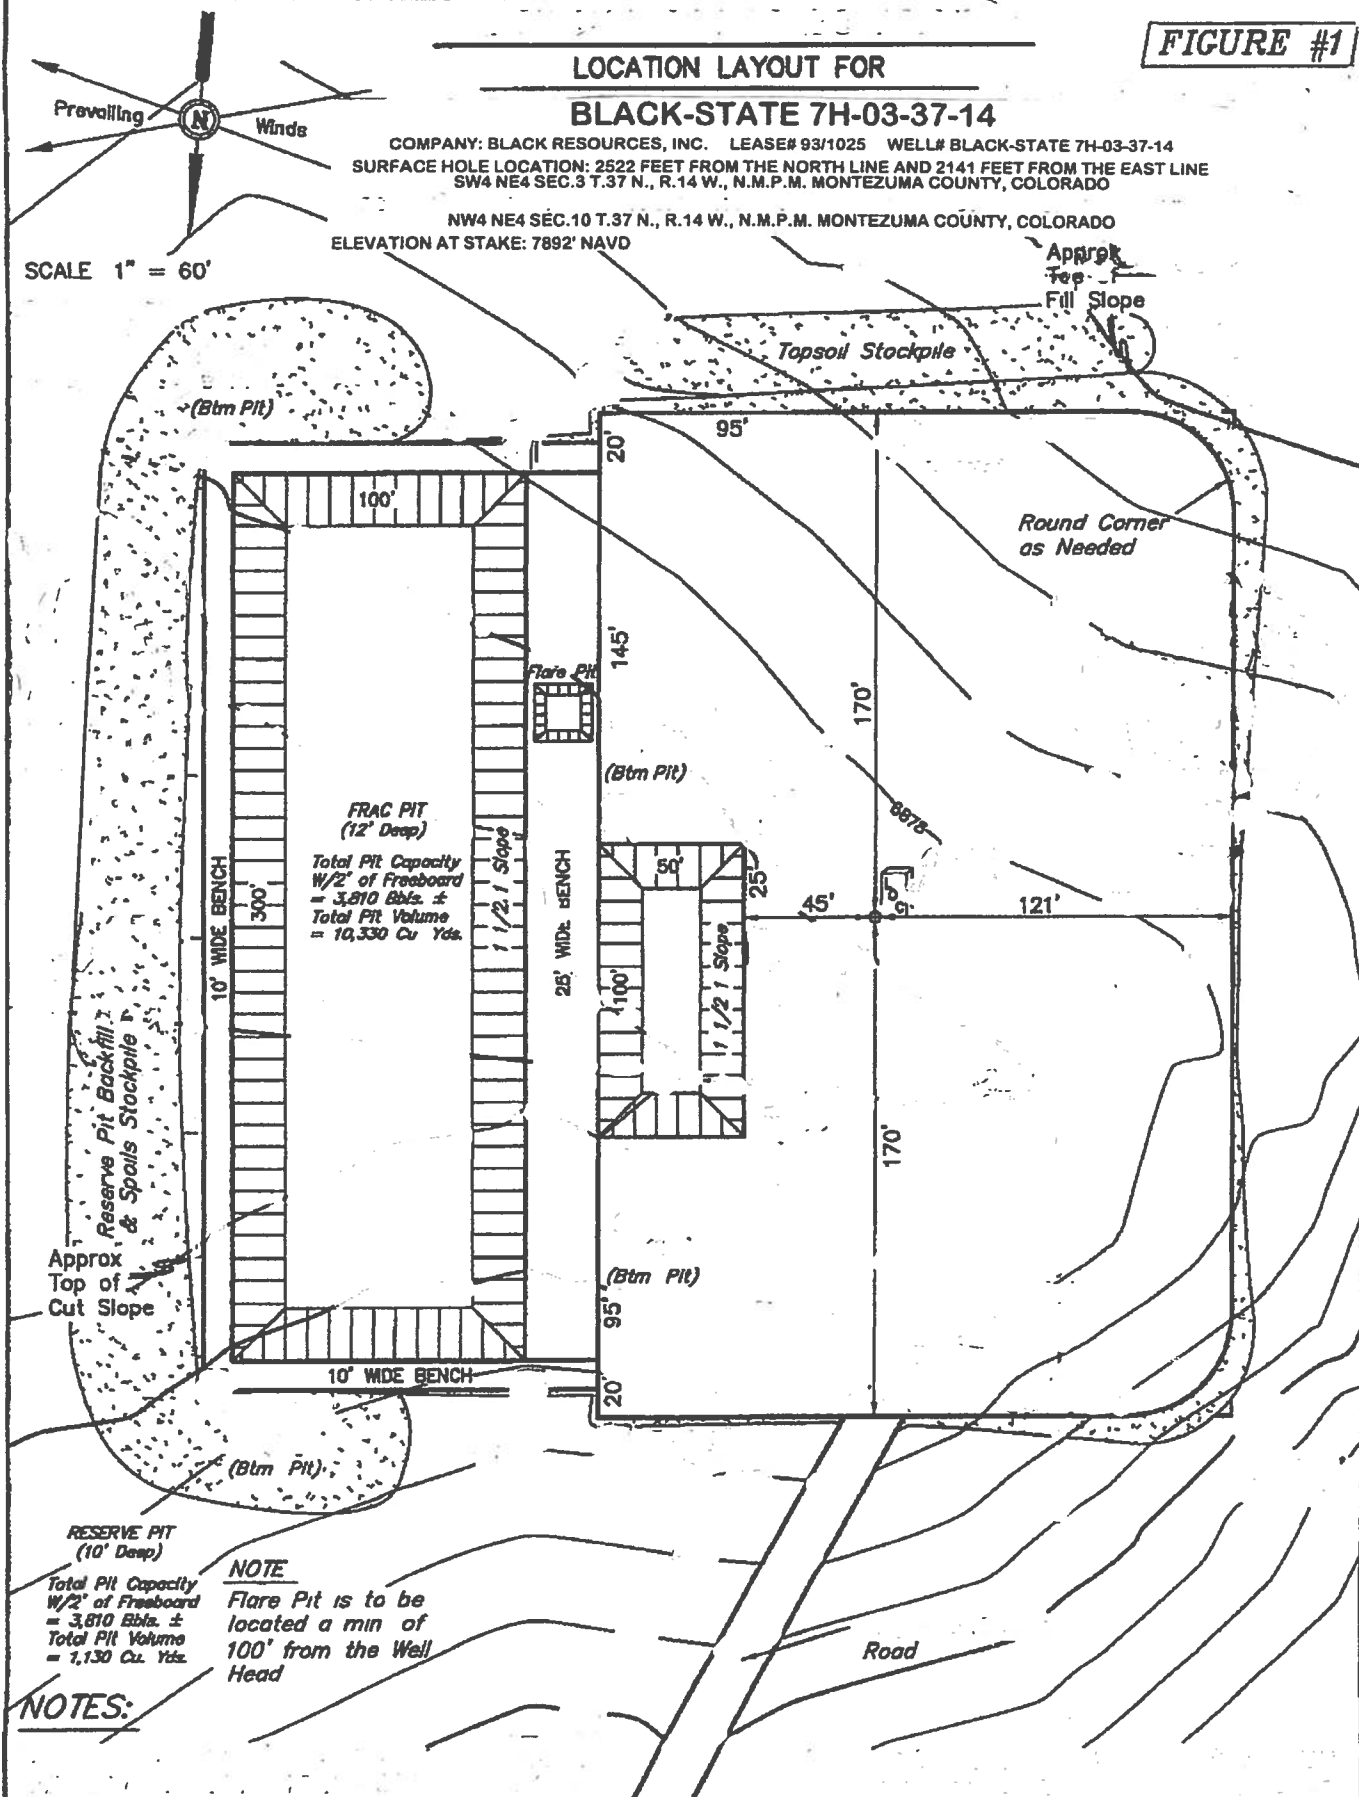 FIGURE #1
LOCATION LAYOUT FOR
BLACK-STATE 7H-03-37-14
COMPANY: BLACK RESOURCES, INC. LEASE# 93/1025 WELL# BLACK-STATE 7H-03-37-14
SURFACE HOLE LOCATION: 2522 FEET FROM THE NORTH LINE AND 2141 FEET FROM THE EAST LINE
SW4 NE4 SEC.3 T.37 N., R.14 W., N.M.P.M. MONTEZUMA COUNTY, COLORADO
NW4 NE4 SEC.10 T.37 N., R.14 W., N.M.P.M. MONTEZUMA COUNTY, COLORADO
ELEVATION AT STAKE: 7892' NAVD
Prevailing
N
Winds
SCALE 1" = 60'
Approx
Toe
Fill Slope
Topsoil Stockpile
(Btm Pit)
95'
20'
100'
Round Corner
as Needed
145'
Flare Pit
170'
(Btm Pit)
6678
FRAC PIT
(12' Deep)
Total Pit Capacity
W/2' of Freeboard
= 3,810 Bbls. ±
Total Pit Volume
= 10,330 Cu Yds.
1 1/2:1 Slope
10' WIDE BENCH
300'
25' WIDE BENCH
50'
25'
45'
121'
100'
1 1/2 1 Slope
Reserve Pit Backfill
& Spoils Stockpile
170'
Approx
Top of
Cut Slope
(Btm Pit)
95'
10' WIDE BENCH
20'
(Btm Pit)
RESERVE PIT
(10' Deep)
Total Pit Capacity
W/2' of Freeboard
= 3,810 Bbls. ±
Total Pit Volume
= 1,130 Cu. Yds
NOTE
Flare Pit is to be
located a min of
100' from the Well
Head
Road
NOTES: